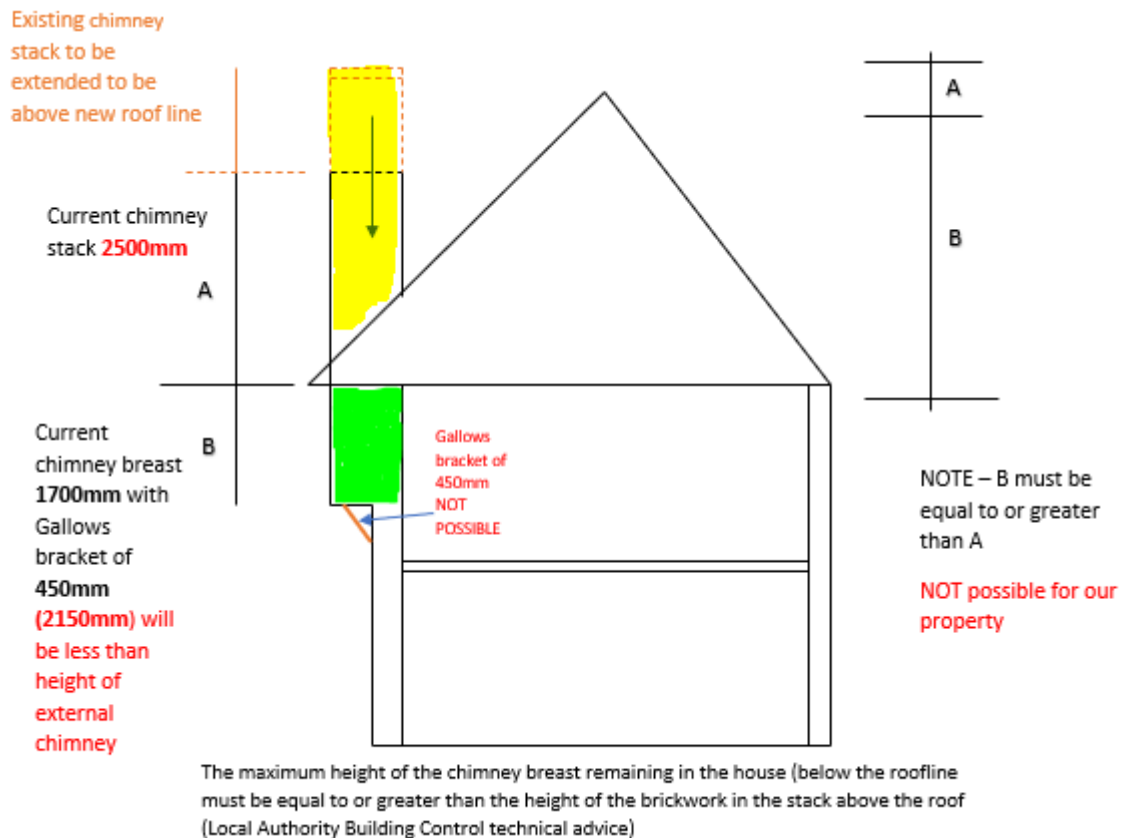 Existing chimney
stack to be
extended to be
above new roof line
A
Current chimney
stack 2500mm
A
B
Current
chimney breast
1700mm with
Gallows
bracket of
450mm
(2150mm) will
be less than
height of
external
chimney
B
Gallows
bracket of
450mm
NOT
POSSIBLE
NOTE – B must be
equal to or greater
than A
NOT possible for our
property
The maximum height of the chimney breast remaining in the house (below the roofline
must be equal to or greater than the height of the brickwork in the stack above the roof
(Local Authority Building Control technical advice)